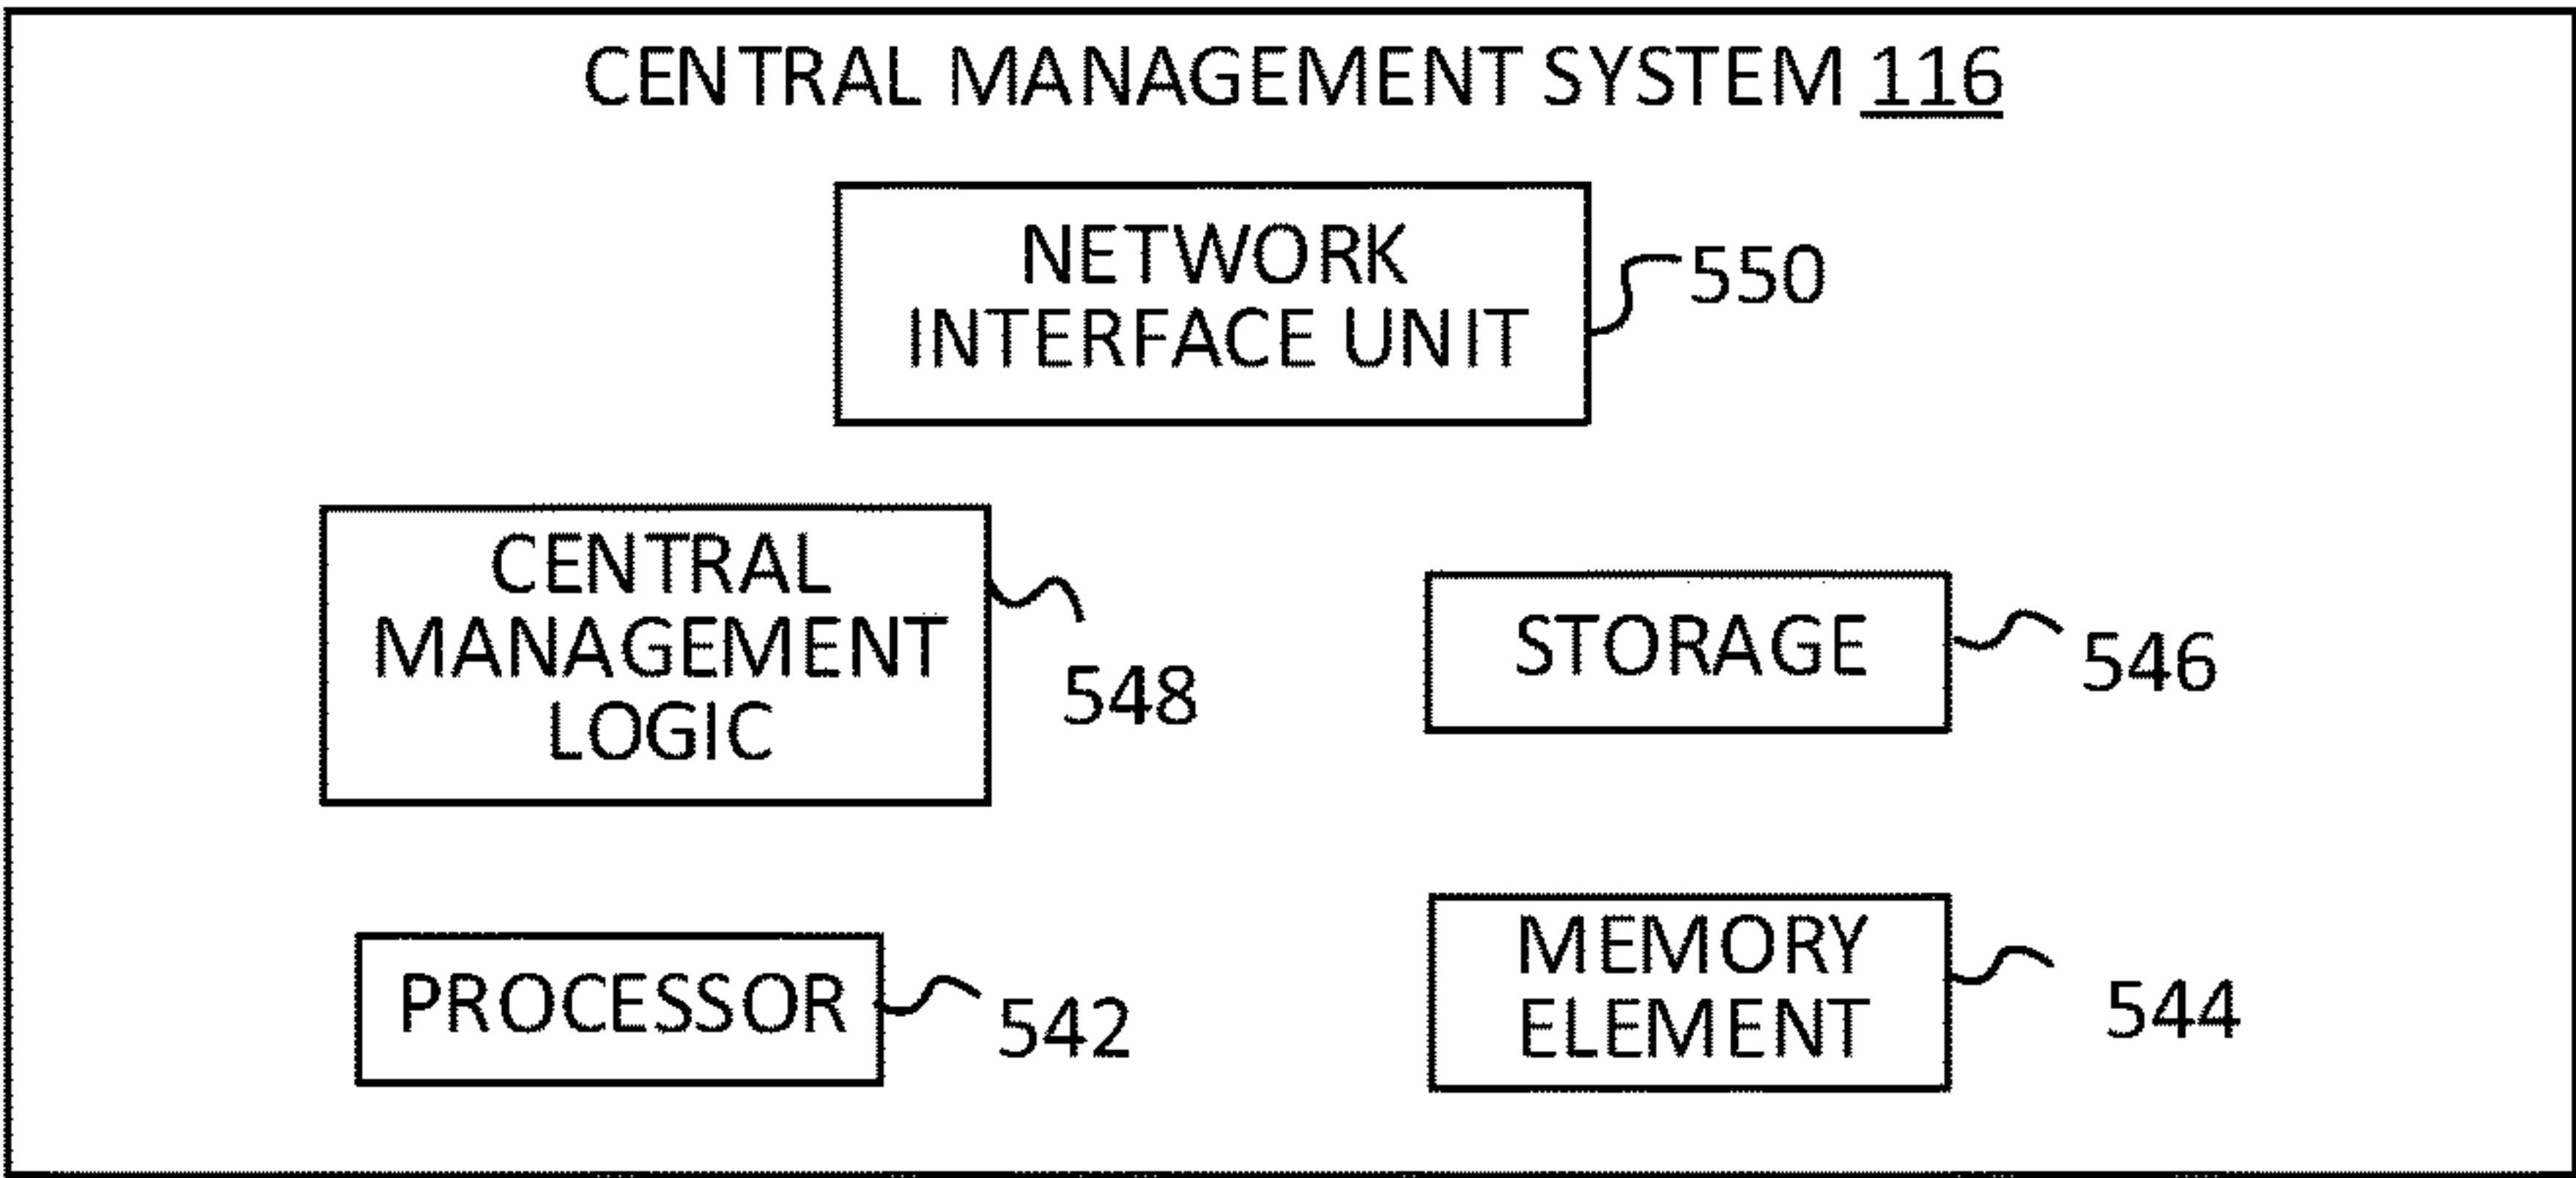 CENTRAL MANAGEMENT SYSTEM 116
NETWORK
INTERFACE UNIT
550
CENTRAL
MANAGEMENT
LOGIC
548
STORAGE
546
PROCESSOR
542
MEMORY
ELEMENT
544